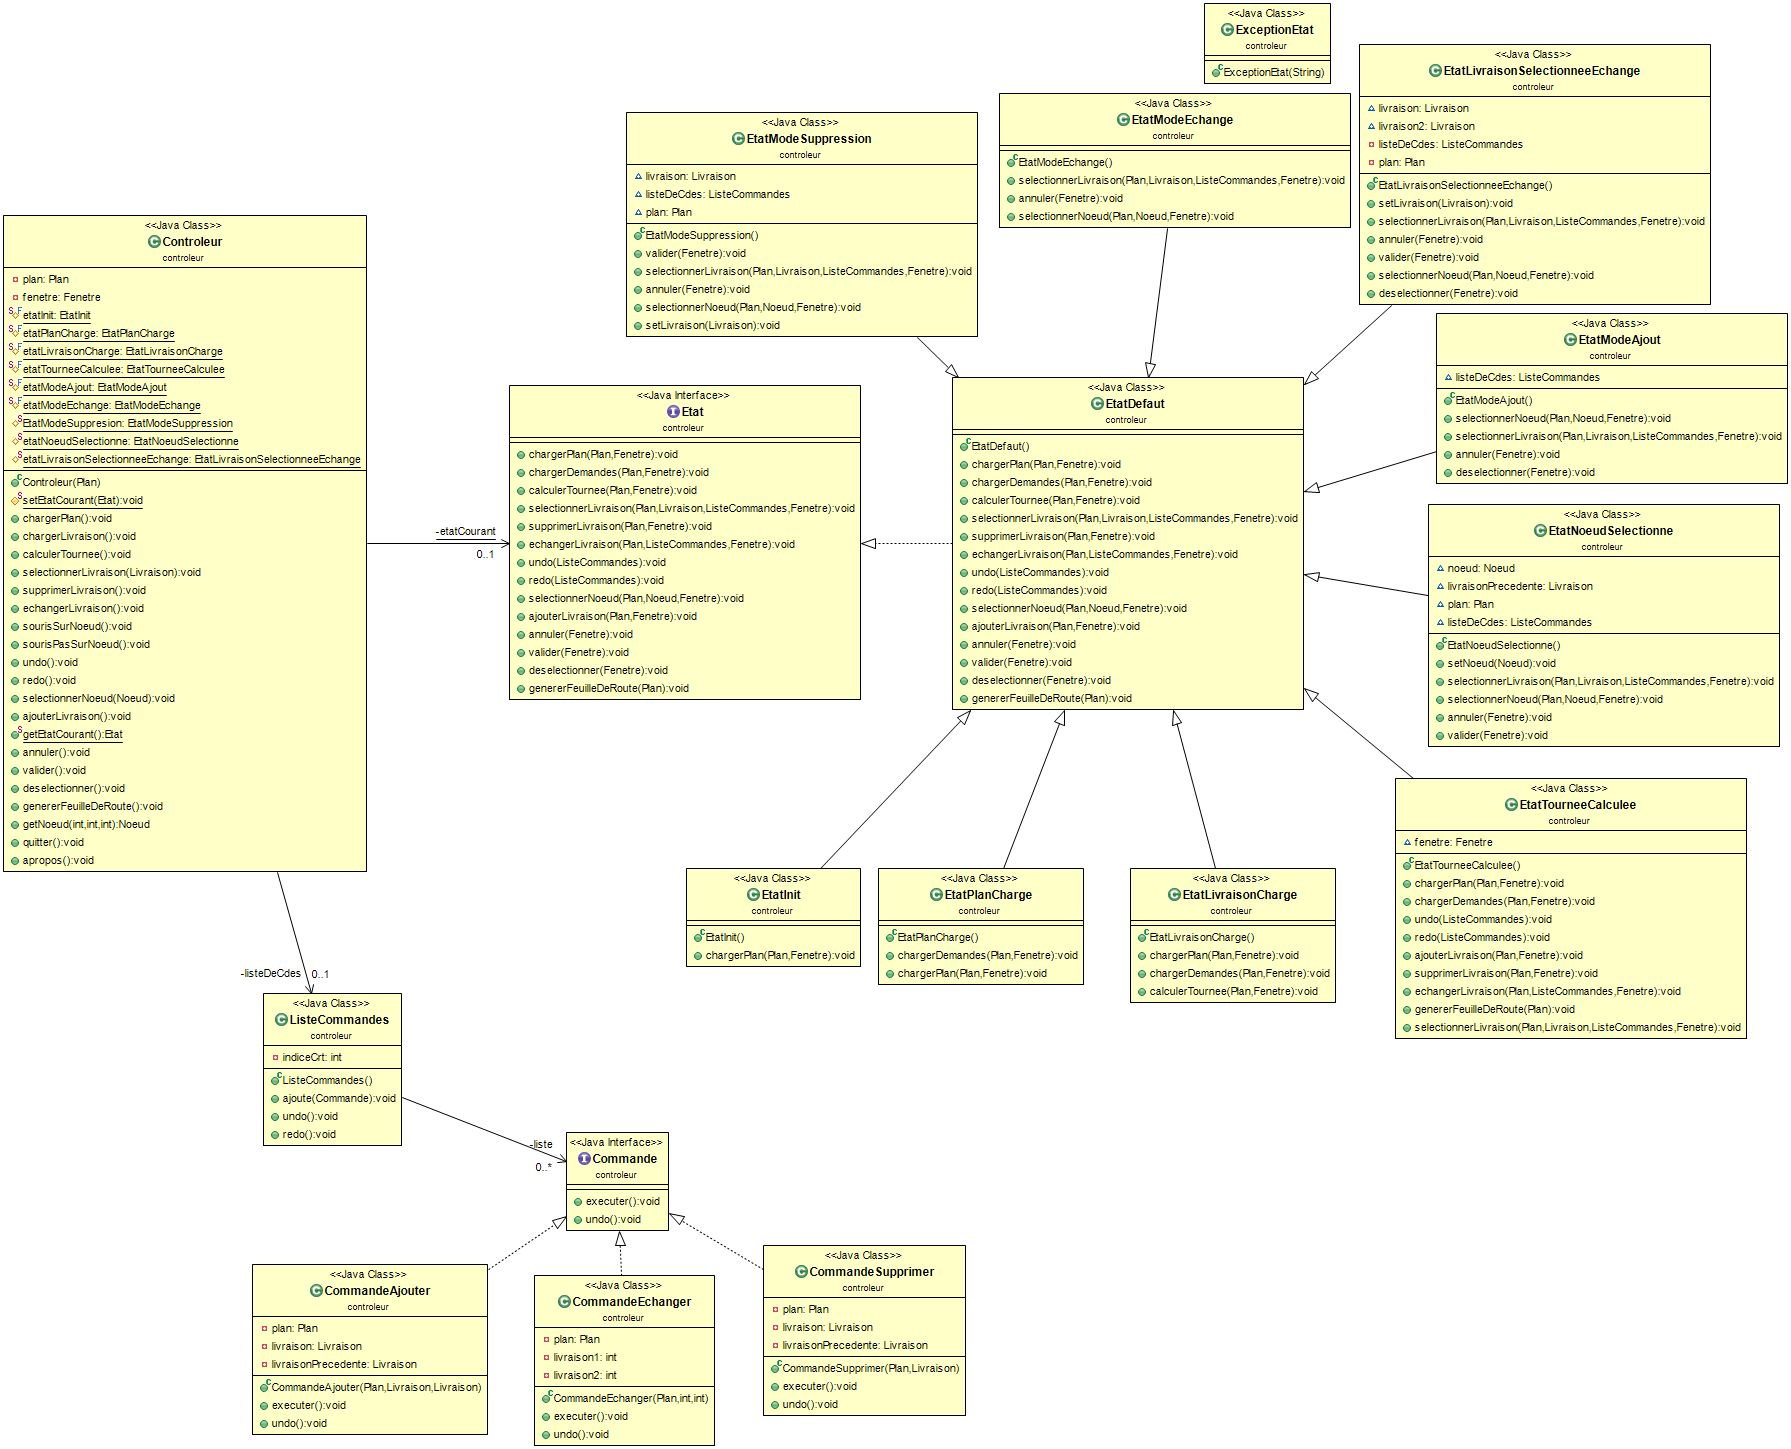 <<Java Class>>
ExceptionEtat
controleur
ExceptionEtat(String)
<<Java Class>>
EtatLivraisonSelectionneeEchange
controleur
livraison: Livraison
livraison2: Livraison
listeDeCdes: ListeCommandes
plan: Plan
EtatLivraisonSelectionneeEchange()
setLivraison(Livraison):void
selectionnerLivraison(Plan,Livraison,ListeCommandes,Fenetre):void
annuler(Fenetre):void
valider(Fenetre):void
selectionnerNoeud(Plan,Noeud,Fenetre):void
deselectionner(Fenetre):void
<<Java Class>>
EtatModeEchange
controleur
EtatModeEchange()
selectionnerLivraison(Plan,Livraison,ListeCommandes,Fenetre):void
annuler(Fenetre):void
selectionnerNoeud(Plan,Noeud,Fenetre):void
<<Java Class>>
EtatModeSuppression
controleur
livraison: Livraison
listeDeCdes: ListeCommandes
plan: Plan
EtatModeSuppression()
valider(Fenetre):void
selectionnerLivraison(Plan,Livraison,ListeCommandes,Fenetre):void
annuler(Fenetre):void
selectionnerNoeud(Plan,Noeud,Fenetre):void
setLivraison(Livraison):void
<<Java Class>>
Controleur
controleur
plan: Plan
fenetre: Fenetre
etatInit: EtatInit
etatPlanCharge: EtatPlanCharge
etatLivraisonCharge: EtatLivraisonCharge
etatTourneeCalculee: EtatTourneeCalculee
etatModeAjout: EtatModeAjout
etatModeEchange: EtatModeEchange
EtatModeSuppresion: EtatModeSuppression
etatNoeudSelectionne: EtatNoeudSelectionne
etatLivraisonSelectionneeEchange: EtatLivraisonSelectionneeEchange
Controleur(Plan)
setEtatCourant(Etat):void
chargerPlan():void
chargerLivraison():void
calculerTournee():void
selectionnerLivraison(Livraison):void
supprimerLivraison():void
echangerLivraison():void
sourisSurNoeud():void
sourisPasSurNoeud():void
undo():void
redo():void
selectionnerNoeud(Noeud):void
ajouterLivraison():void
getEtatCourant():Etat
annuler():void
valider():void
deselectioner():void
genererFeuilleDeRoute():void
getNoeud(int,int,int):Noeud
quitter():void
apropos():void
-etatCourant
0..1
<<Java Interface>>
Etat
controleur
chargerPlan(Plan,Fenetre):void
chargerDemandes(Plan,Fenetre):void
calculerTournee(Plan,Fenetre):void
selectionnerLivraison(Plan,Livraison,ListeCommandes,Fenetre):void
supprimerLivraison(Plan,Fenetre):void
echangerLivraison(Plan,ListeCommandes,Fenetre):void
undo(ListeCommandes):void
redo(ListeCommandes):void
selectionnerNoeud(Plan,Noeud,Fenetre):void
ajouterLivraison(Plan,Fenetre):void
annuler(Fenetre):void
valider(Fenetre):void
deselectioner(Fenetre):void
genererFeuilleDeRoute(Plan):void
<<Java Class>>
EtatDefaut
controleur
EtatDefaut()
chargerPlan(Plan,Fenetre):void
chargerDemandes(Plan,Fenetre):void
calculerTournee(Plan,Fenetre):void
selectionnerLivraison(Plan,Livraison,ListeCommandes,Fenetre):void
supprimerLivraison(Plan,Fenetre):void
echangerLivraison(Plan,ListeCommandes,Fenetre):void
undo(ListeCommandes):void
redo(ListeCommandes):void
selectionnerNoeud(Plan,Noeud,Fenetre):void
ajouterLivraison(Plan,Fenetre):void
annuler(Fenetre):void
valider(Fenetre):void
deselectioner(Fenetre):void
genererFeuilleDeRoute(Plan):void
<<Java Class>>
EtatModeAjout
controleur
listeDeCdes: ListeCommandes
EtatModeAjout()
selectionnerNoeud(Plan,Noeud,Fenetre):void
selectionnerLivraison(Plan,Livraison,ListeCommandes,Fenetre):void
annuler(Fenetre):void
deselectioner(Fenetre):void
<<Java Class>>
EtatNoeudSelectionne
controleur
noeud: Noeud
livraisonPrecedente: Livraison
plan: Plan
listeDeCdes: ListeCommandes
EtatNoeudSelectionne()
setNoeud(Noeud):void
selectionnerLivraison(Plan,Livraison,ListeCommandes,Fenetre):void
selectionnerNoeud(Plan,Noeud,Fenetre):void
annuler(Fenetre):void
valider(Fenetre):void
<<Java Class>>
EtatTourneeCalculee
controleur
fenetre: Fenetre
EtatTourneeCalculee()
chargerPlan(Plan,Fenetre):void
chargerDemandes(Plan,Fenetre):void
undo(ListeCommandes):void
redo(ListeCommandes):void
ajouterLivraison(Plan,Fenetre):void
supprimerLivraison(Plan,Fenetre):void
echangerLivraison(Plan,ListeCommandes,Fenetre):void
genererFeuilleDeRoute(Plan):void
selectionnerLivraison(Plan,Livraison,ListeCommandes,Fenetre):void
<<Java Class>>
EtatInit
controleur
EtatInit()
chargerPlan(Plan,Fenetre):void
<<Java Class>>
EtatPlanCharge
controleur
EtatPlanCharge()
chargerDemandes(Plan,Fenetre):void
chargerPlan(Plan,Fenetre):void
<<Java Class>>
EtatLivraisonCharge
controleur
EtatLivraisonCharge()
chargerPlan(Plan,Fenetre):void
chargerDemandes(Plan,Fenetre):void
calculerTournee(Plan,Fenetre):void
-listeDeCdes
0..1
<<Java Class>>
ListeCommandes
controleur
indiceCrt: int
ListeCommandes()
ajoute(Commande):void
undo():void
redo():void
-liste
0..*
<<Java Interface>>
Commande
controleur
executer():void
undo():void
<<Java Class>>
CommandeAjouter
controleur
plan: Plan
livraison: Livraison
livraisonPrecedente: Livraison
CommandeAjouter(Plan,Livraison,Livraison)
executer():void
undo():void
<<Java Class>>
CommandeEchanger
controleur
plan: Plan
livraison1: int
livraison2: int
CommandeEchanger(Plan,int,int)
executer():void
undo():void
<<Java Class>>
CommandeSupprimer
controleur
plan: Plan
livraison: Livraison
livraisonPrecedente: Livraison
CommandeSupprimer(Plan,Livraison)
executer():void
undo():void